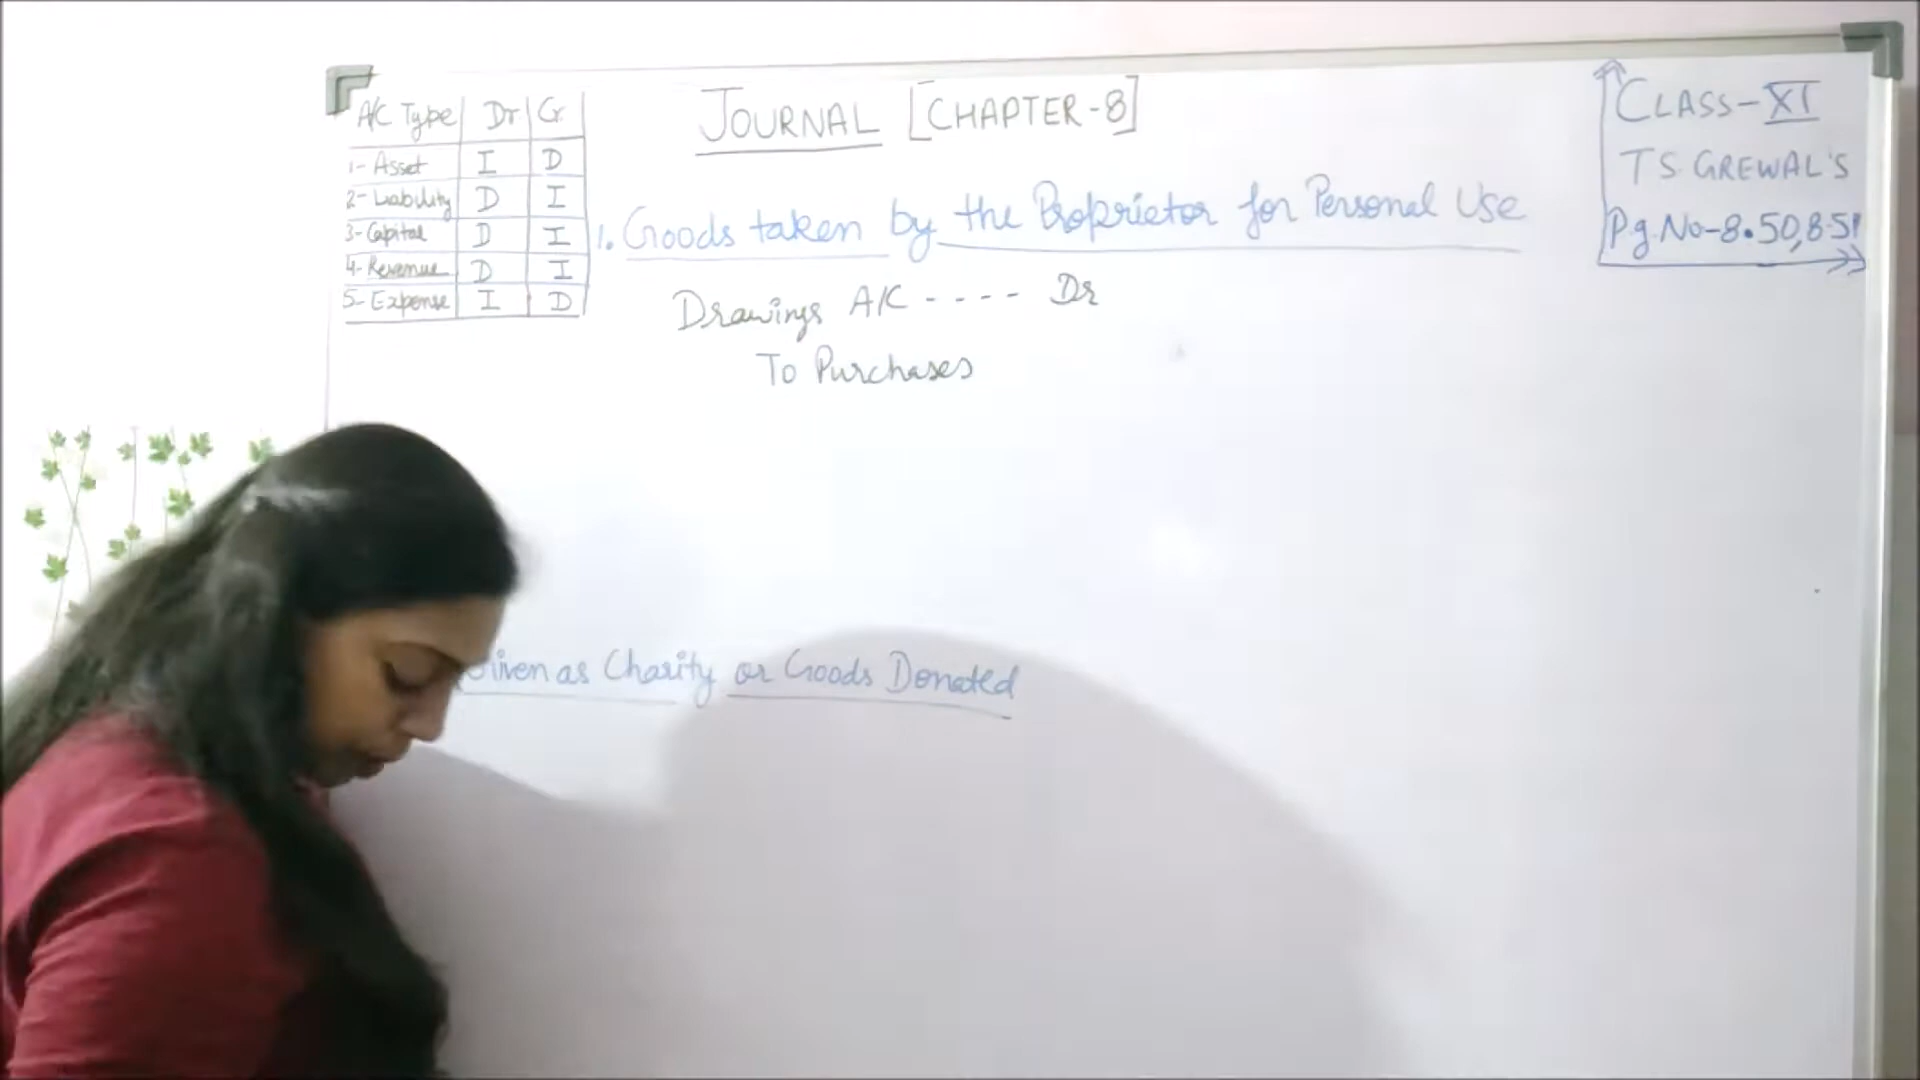 JOURNAL [CHAPTER-8]
A/C Type Dr Cr.
1- Asset I D
2- Liability D I
3- Capital D I
4- Revenue D I
5- Expense I D
CLASS-XI
TS GREWAL'S
Pg.No-8.50,8.51
1. Goods taken by the Proprietor for Personal Use
Drawings A/C ---- Dr
To Purchases
Given as Charity or Goods Donated